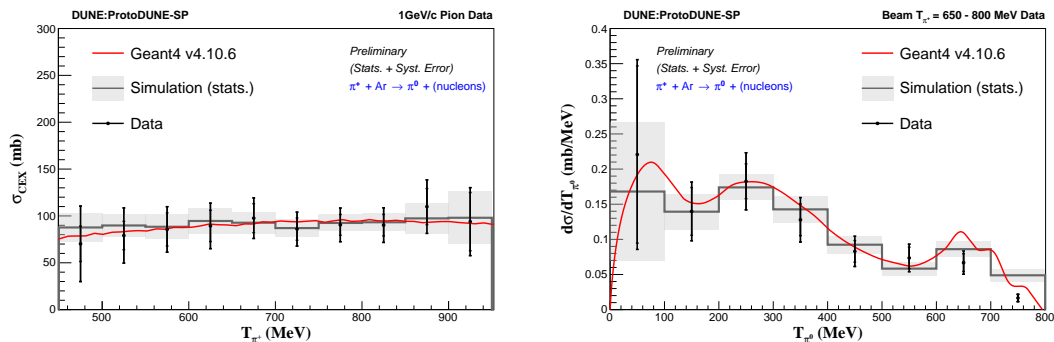 DUNE:ProtoDUNE-SP 1GeV/c Pion Data
Geant4 v4.10.6
Simulation (stats.)
Data
Preliminary
(Stats. + Syst. Error)
π⁺ + Ar → π⁰ + (nucleons)
300
250
200
150
100
50
0
σCEX (mb)
500 600 700 800 900
Tπ⁺ (MeV)
DUNE:ProtoDUNE-SP Beam Tπ⁺ = 650 - 800 MeV Data
Preliminary
(Stats. + Syst. Error)
π⁺ + Ar → π⁰ + (nucleons)
Geant4 v4.10.6
Simulation (stats.)
Data
0.4
0.35
0.3
0.25
0.2
0.15
0.1
0.05
0
dσ/dTπ⁰ (mb/MeV)
0 100 200 300 400 500 600 700 800
Tπ⁰ (MeV)